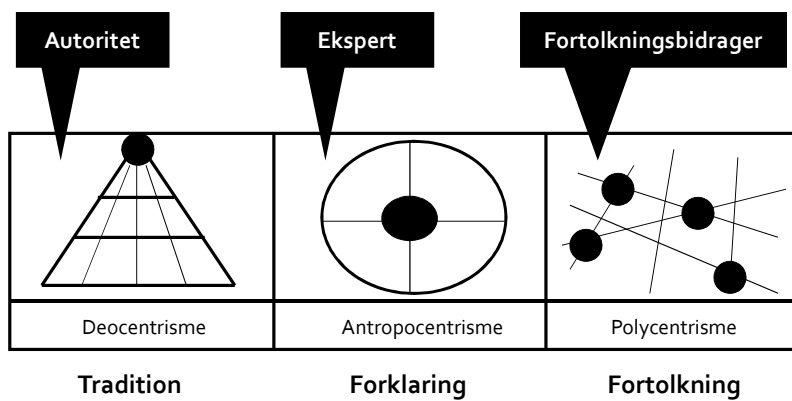 Autoritet
Ekspert
Fortolkningsbidrager
Deocentrisme
Antropocentrisme
Polycentrisme
Tradition
Forklaring
Fortolkning